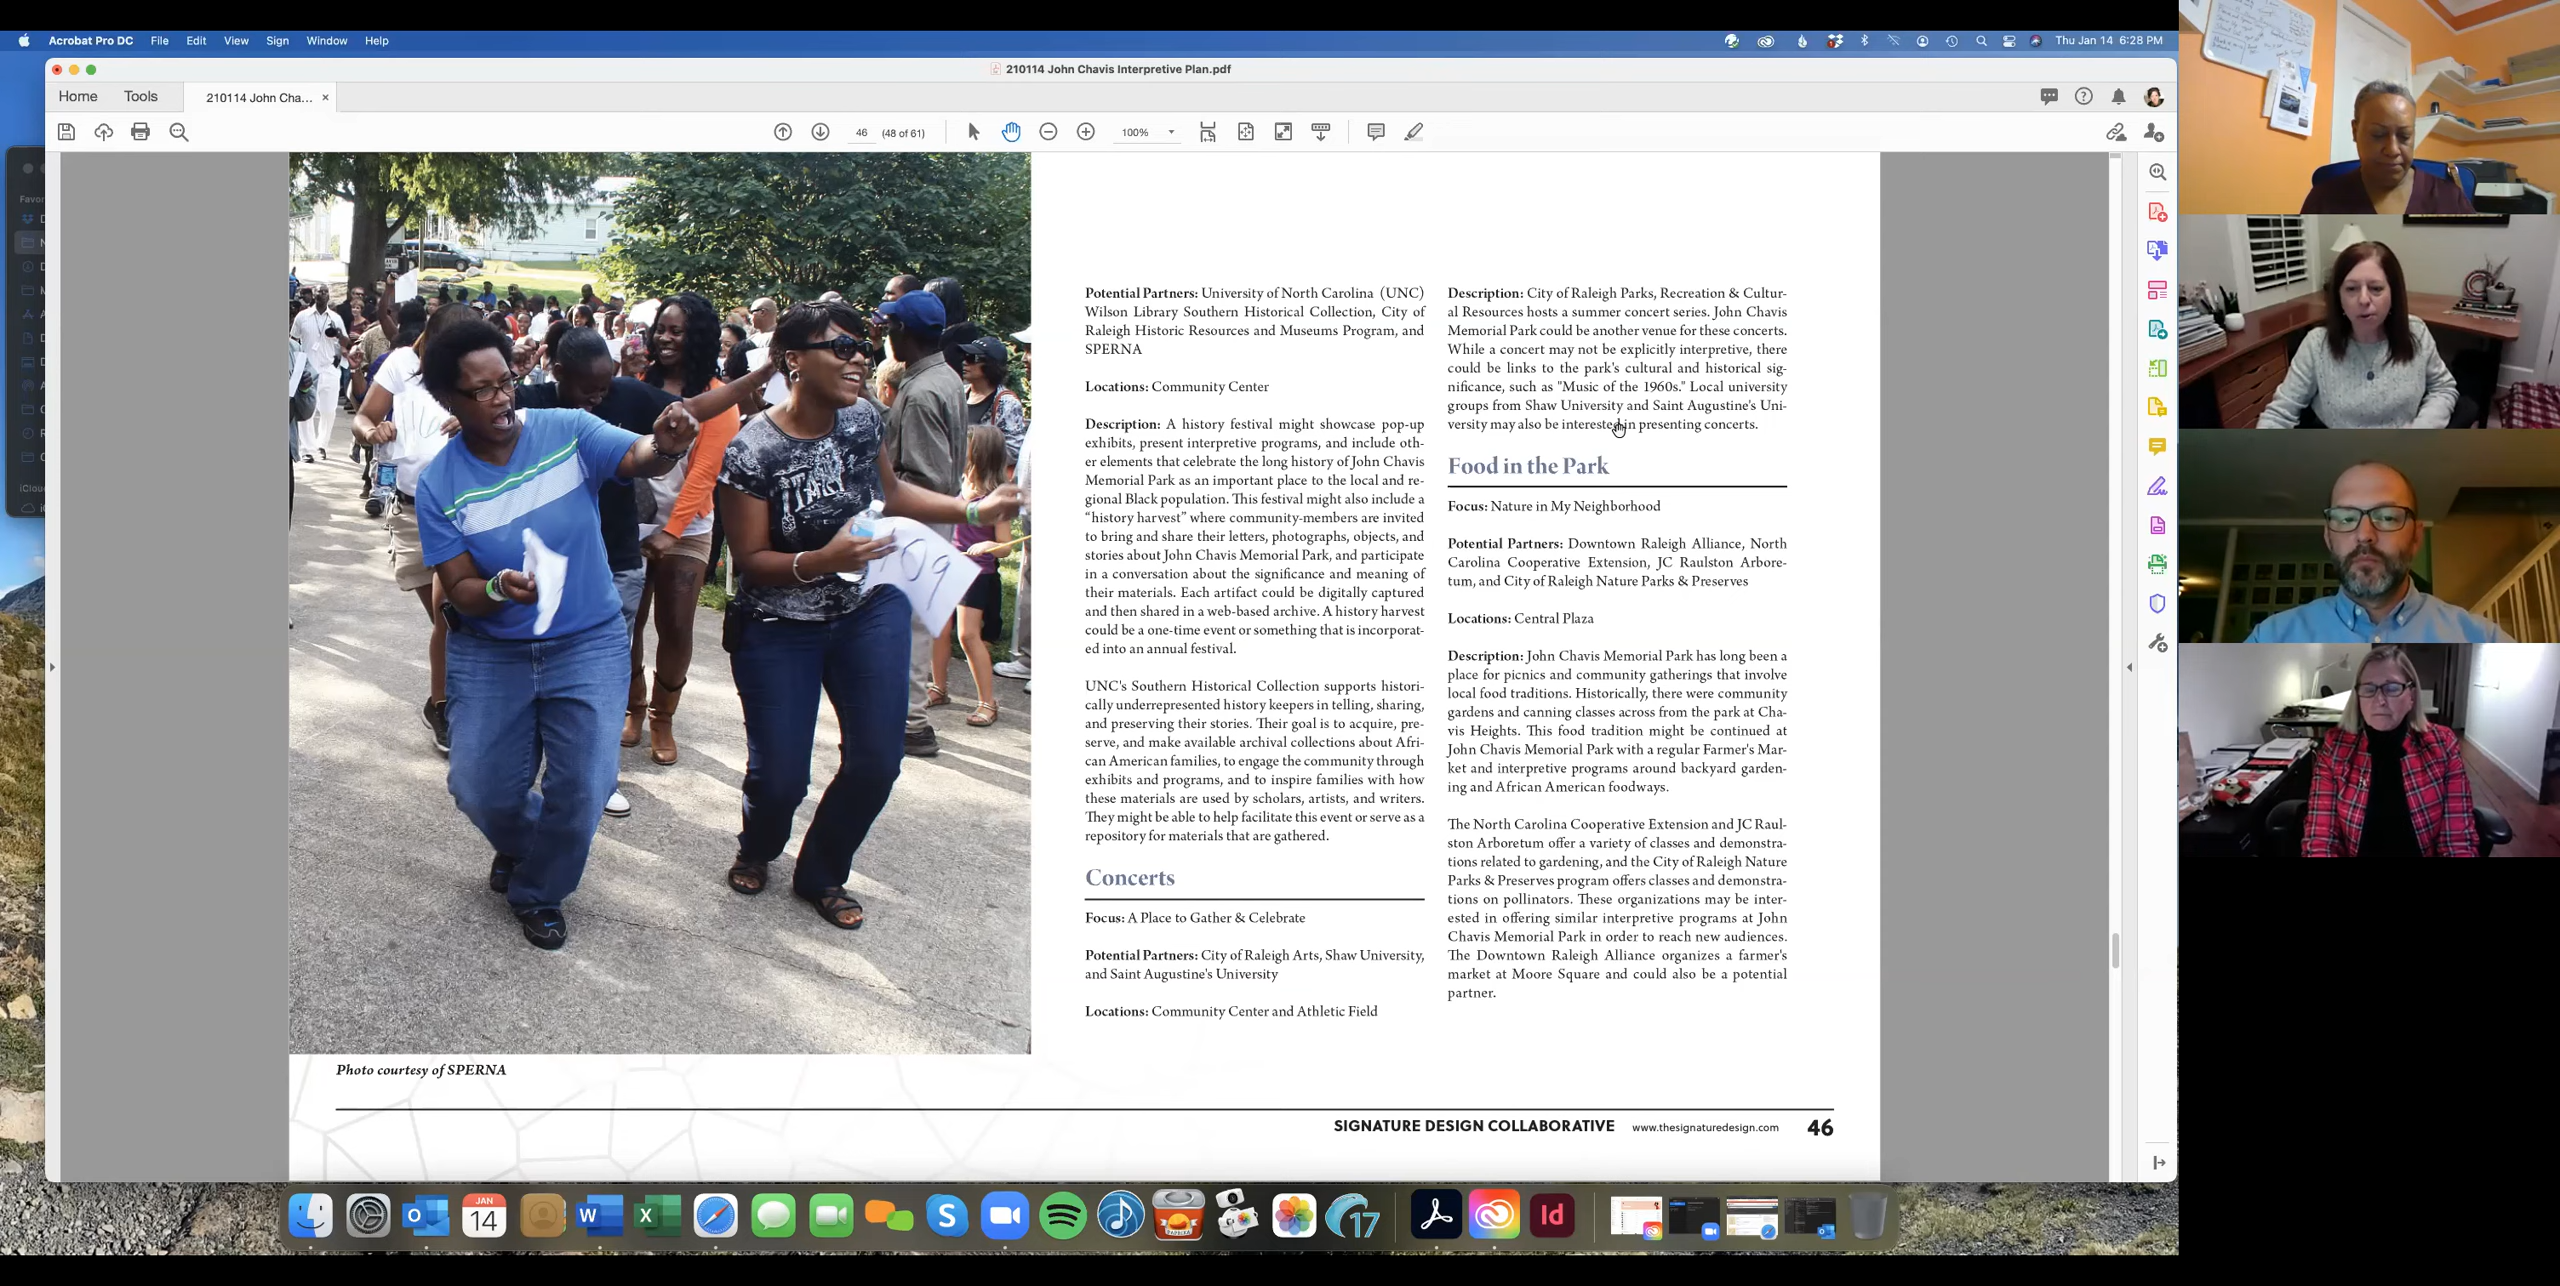 Acrobat Pro DC File Edit View Sign Window Help
Thu Jan 14 6:28 PM
210114 John Chavis Interpretive Plan.pdf
Home Tools 210114 John Cha... ×
46 (48 of 61) 100%
Favor
iClou
Potential Partners: University of North Carolina (UNC)
Wilson Library Southern Historical Collection, City of
Raleigh Historic Resources and Museums Program, and
SPERNA
Locations: Community Center
Description: A history festival might showcase pop-up
exhibits, present interpretive programs, and include oth-
er elements that celebrate the long history of John Chavis
Memorial Park as an important place to the local and re-
gional Black population. This festival might also include a
“history harvest” where community-members are invited
to bring and share their letters, photographs, objects, and
stories about John Chavis Memorial Park, and participate
in a conversation about the significance and meaning of
their materials. Each artifact could be digitally captured
and then shared in a web-based archive. A history harvest
could be a one-time event or something that is incorporat-
ed into an annual festival.
UNC's Southern Historical Collection supports histori-
cally underrepresented history keepers in telling, sharing,
and preserving their stories. Their goal is to acquire, pre-
serve, and make available archival collections about Afri-
can American families, to engage the community through
exhibits and programs, and to inspire families with how
these materials are used by scholars, artists, and writers.
They might be able to help facilitate this event or serve as a
repository for materials that are gathered.
Concerts
Focus: A Place to Gather & Celebrate
Potential Partners: City of Raleigh Arts, Shaw University,
and Saint Augustine's University
Locations: Community Center and Athletic Field
Description: City of Raleigh Parks, Recreation & Cultur-
al Resources hosts a summer concert series. John Chavis
Memorial Park could be another venue for these concerts.
While a concert may not be explicitly interpretive, there
could be links to the park's cultural and historical sig-
nificance, such as "Music of the 1960s." Local university
groups from Shaw University and Saint Augustine's Uni-
versity may also be interested in presenting concerts.
Food in the Park
Focus: Nature in My Neighborhood
Potential Partners: Downtown Raleigh Alliance, North
Carolina Cooperative Extension, JC Raulston Arbore-
tum, and City of Raleigh Nature Parks & Preserves
Locations: Central Plaza
Description: John Chavis Memorial Park has long been a
place for picnics and community gatherings that involve
local food traditions. Historically, there were community
gardens and canning classes across from the park at Cha-
vis Heights. This food tradition might be continued at
John Chavis Memorial Park with a regular Farmer's Mar-
ket and interpretive programs around backyard garden-
ing and African American foodways.
The North Carolina Cooperative Extension and JC Raul-
ston Arboretum offer a variety of classes and demonstra-
tions related to gardening, and the City of Raleigh Nature
Parks & Preserves program offers classes and demonstra-
tions on pollinators. These organizations may be inter-
ested in offering similar interpretive programs at John
Chavis Memorial Park in order to reach new audiences.
The Downtown Raleigh Alliance organizes a farmer's
market at Moore Square and could also be a potential
partner.
ITALY
109
Photo courtesy of SPERNA
SIGNATURE DESIGN COLLABORATIVE www.thesignaturedesign.com 46
JAN
14
W
X
S
17
Id